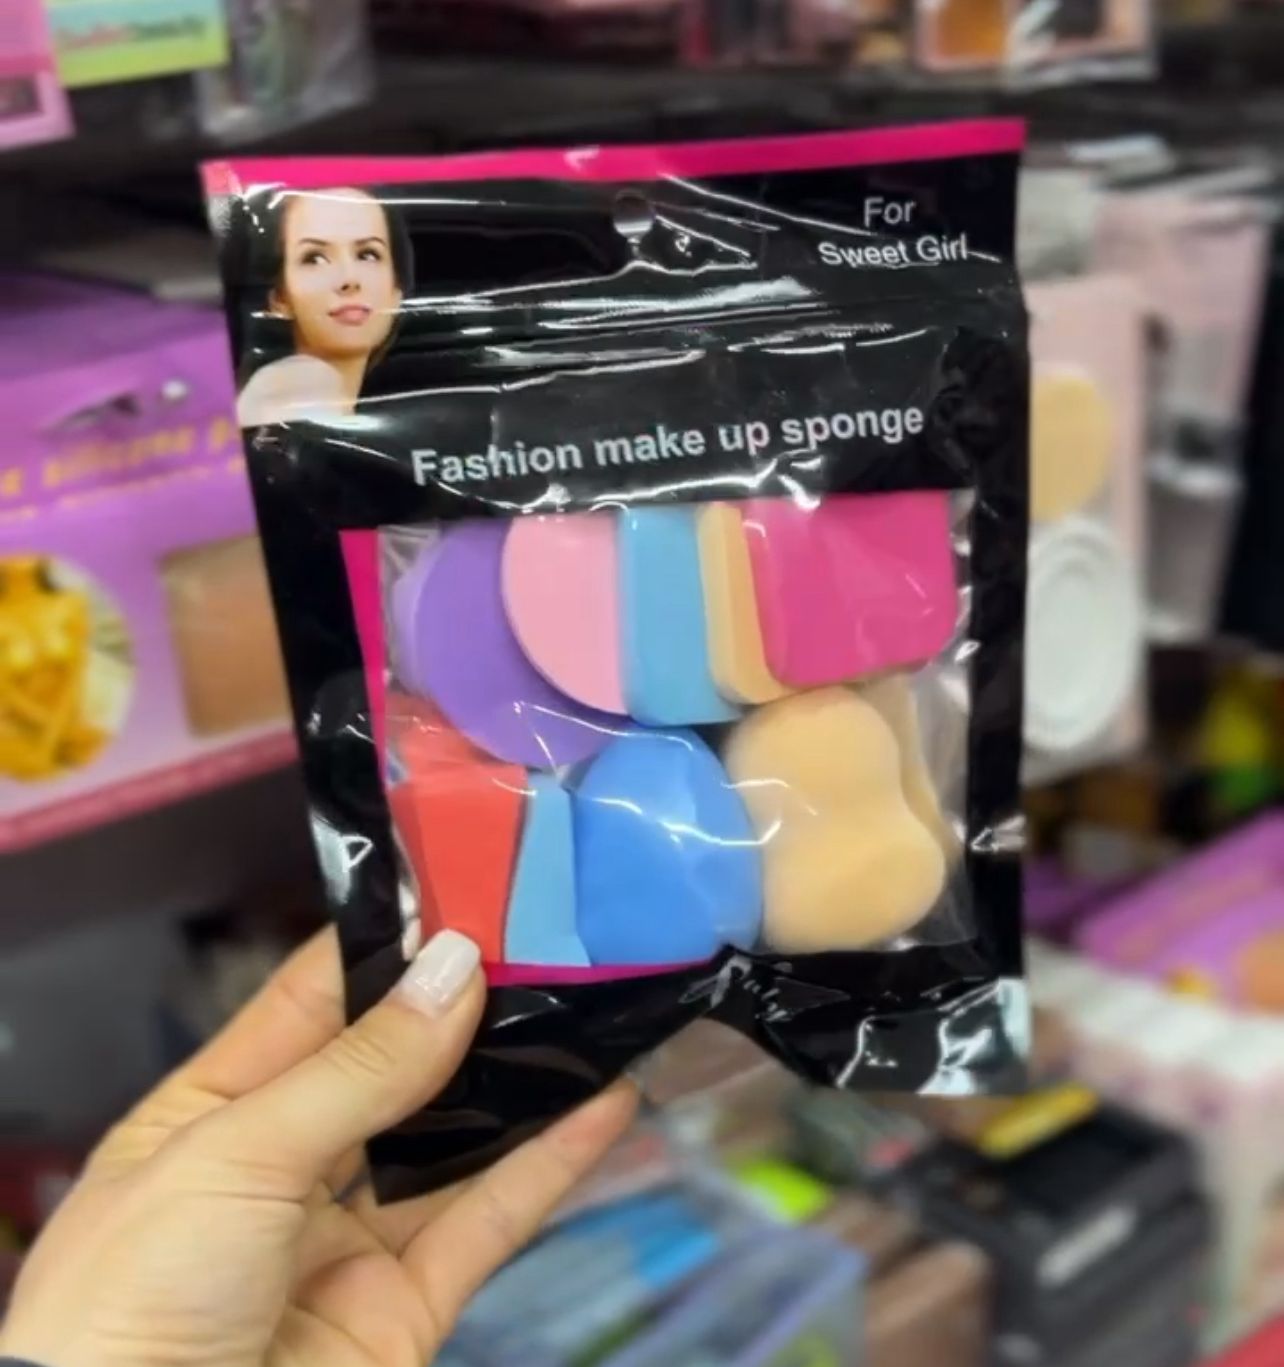 For
Sweet Girl
Fashion make up sponge